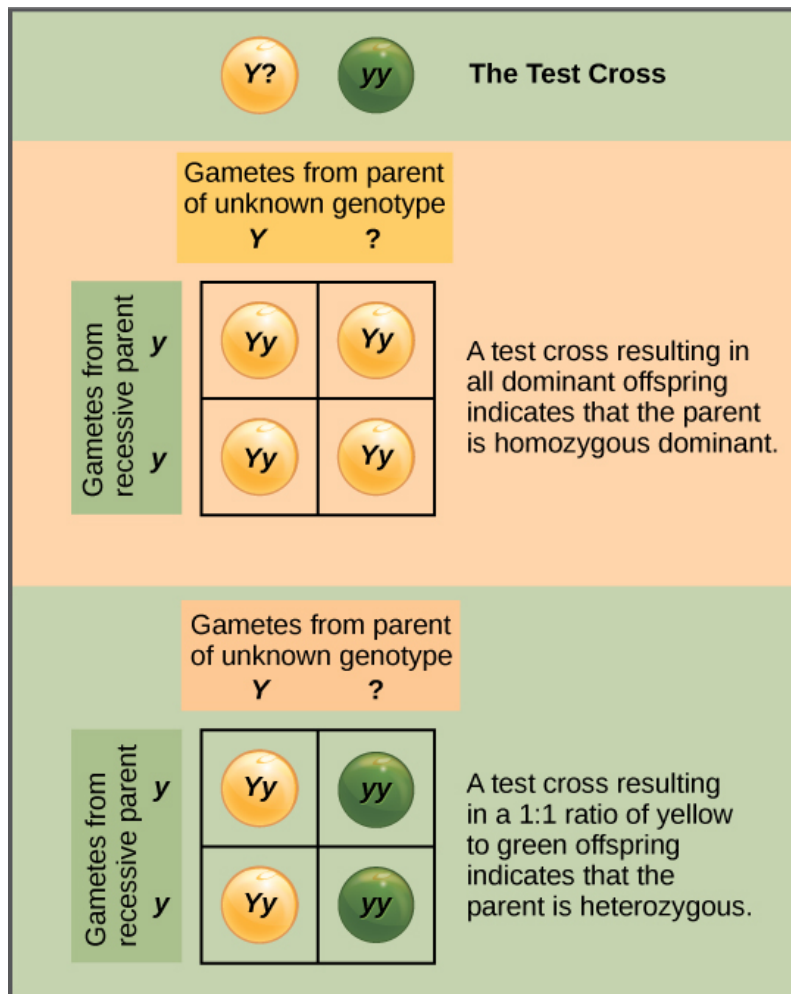 Y? yy The Test Cross
Gametes from parent
of unknown genotype
Y ?
Gametes from
recessive parent
y Yy Yy
y Yy Yy
A test cross resulting in
all dominant offspring
indicates that the parent
is homozygous dominant.
Gametes from parent
of unknown genotype
Y ?
Gametes from
recessive parent
y Yy yy
y Yy yy
A test cross resulting
in a 1:1 ratio of yellow
to green offspring
indicates that the
parent is heterozygous.